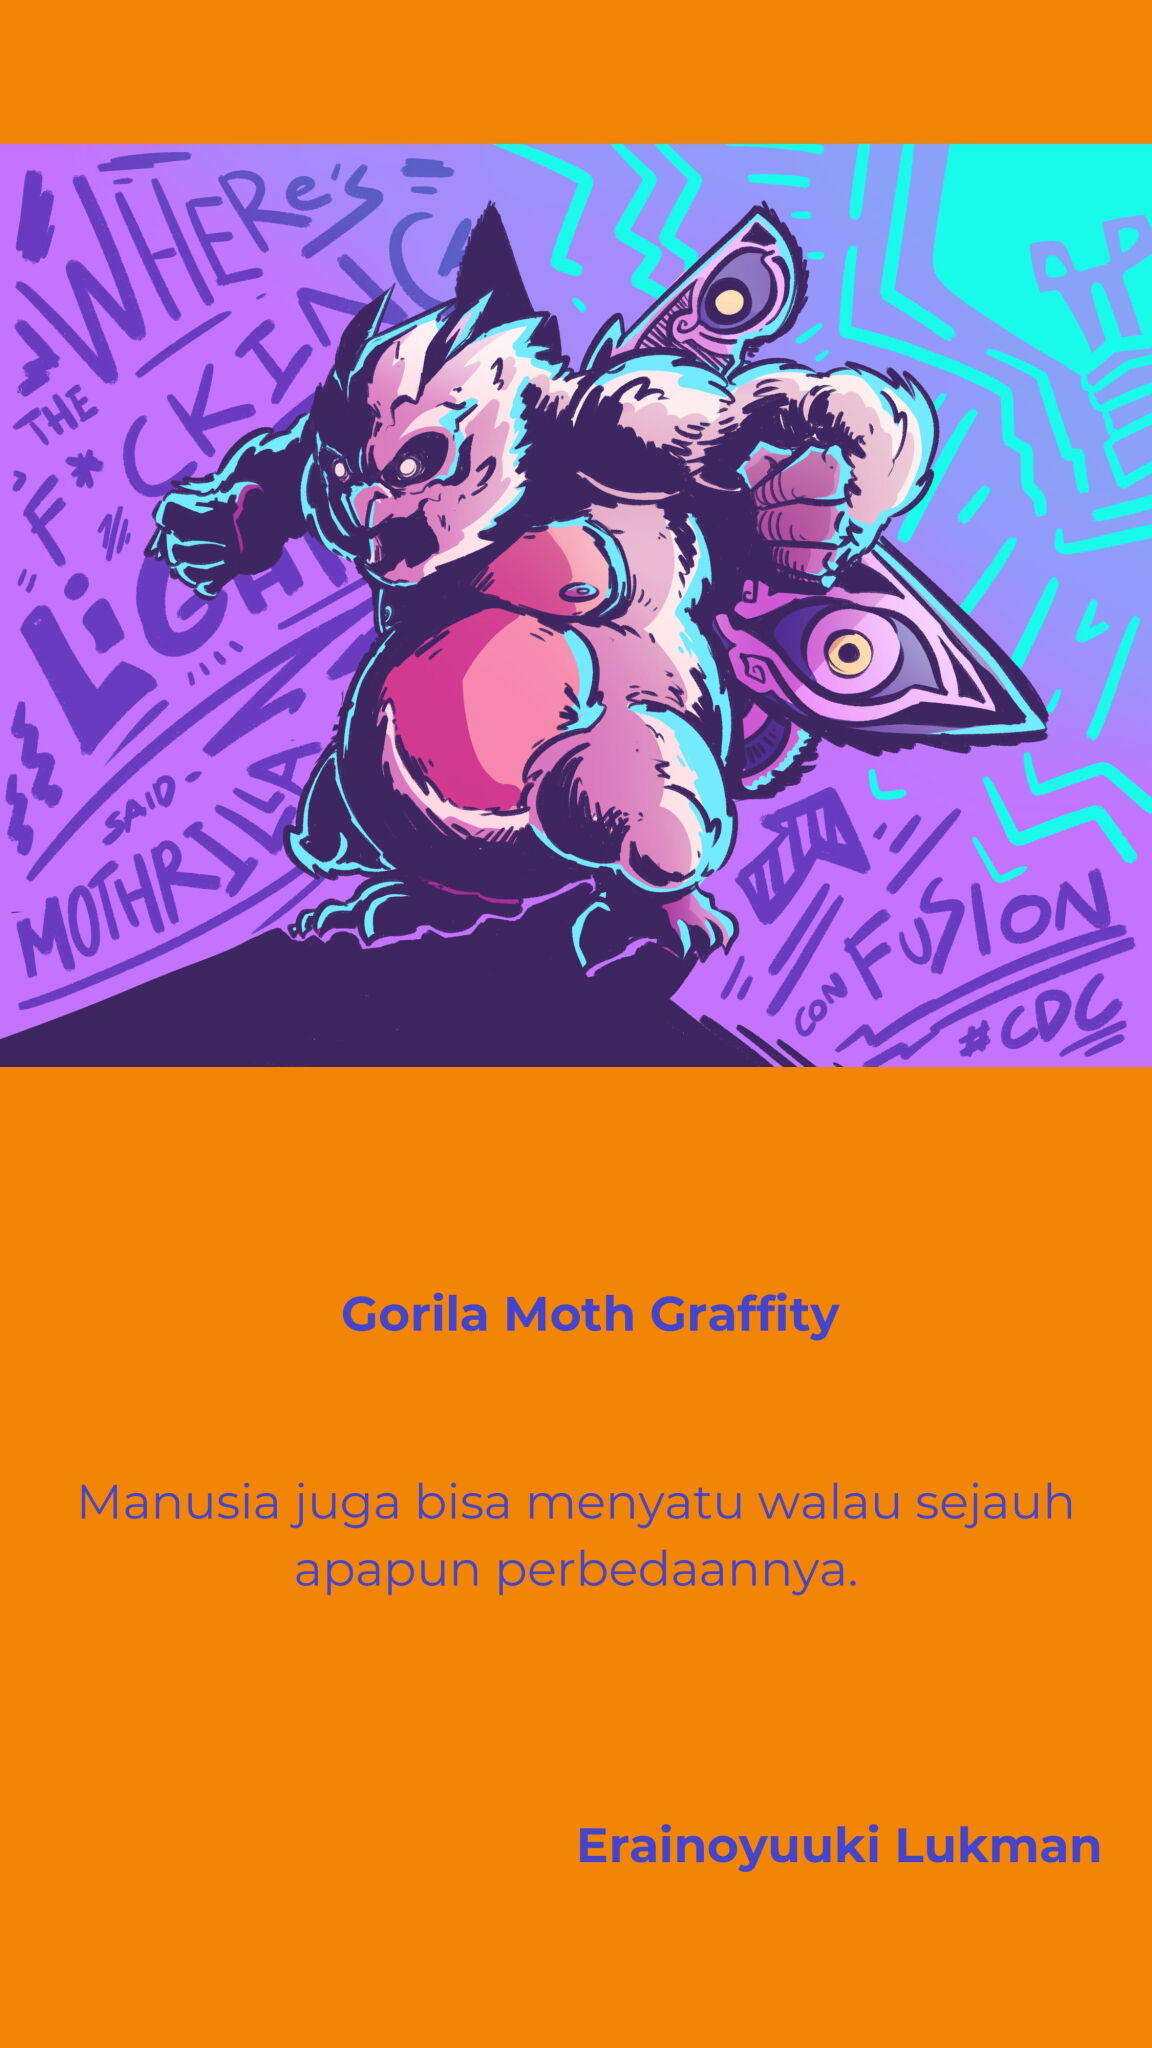 WHERe's
THE
F*CKING
LiGHT
SAID-
MOTHRILLA
CON FUSION
#CDC
Gorila Moth Graffity
Manusia juga bisa menyatu walau sejauh
apapun perbedaannya.
Erainoyuuki Lukman